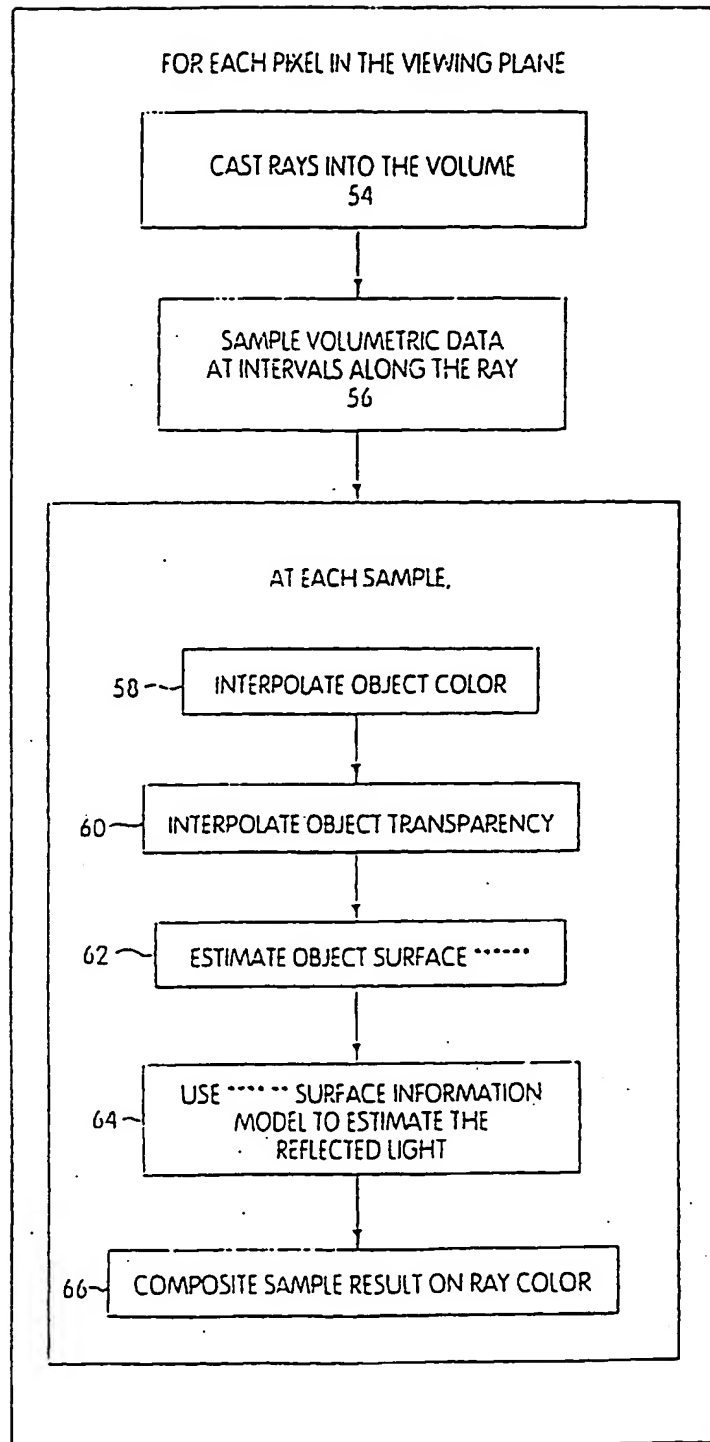 FOR EACH PIXEL IN THE VIEWING PLANE
CAST RAYS INTO THE VOLUME
54
SAMPLE VOLUMETRIC DATA
AT INTERVALS ALONG THE RAY
56
AT EACH SAMPLE,
58 INTERPOLATE OBJECT COLOR
60 INTERPOLATE OBJECT TRANSPARENCY
62 ESTIMATE OBJECT SURFACE ······
USE ······ SURFACE INFORMATION
64 MODEL TO ESTIMATE THE
REFLECTED LIGHT
66 COMPOSITE SAMPLE RESULT ON RAY COLOR